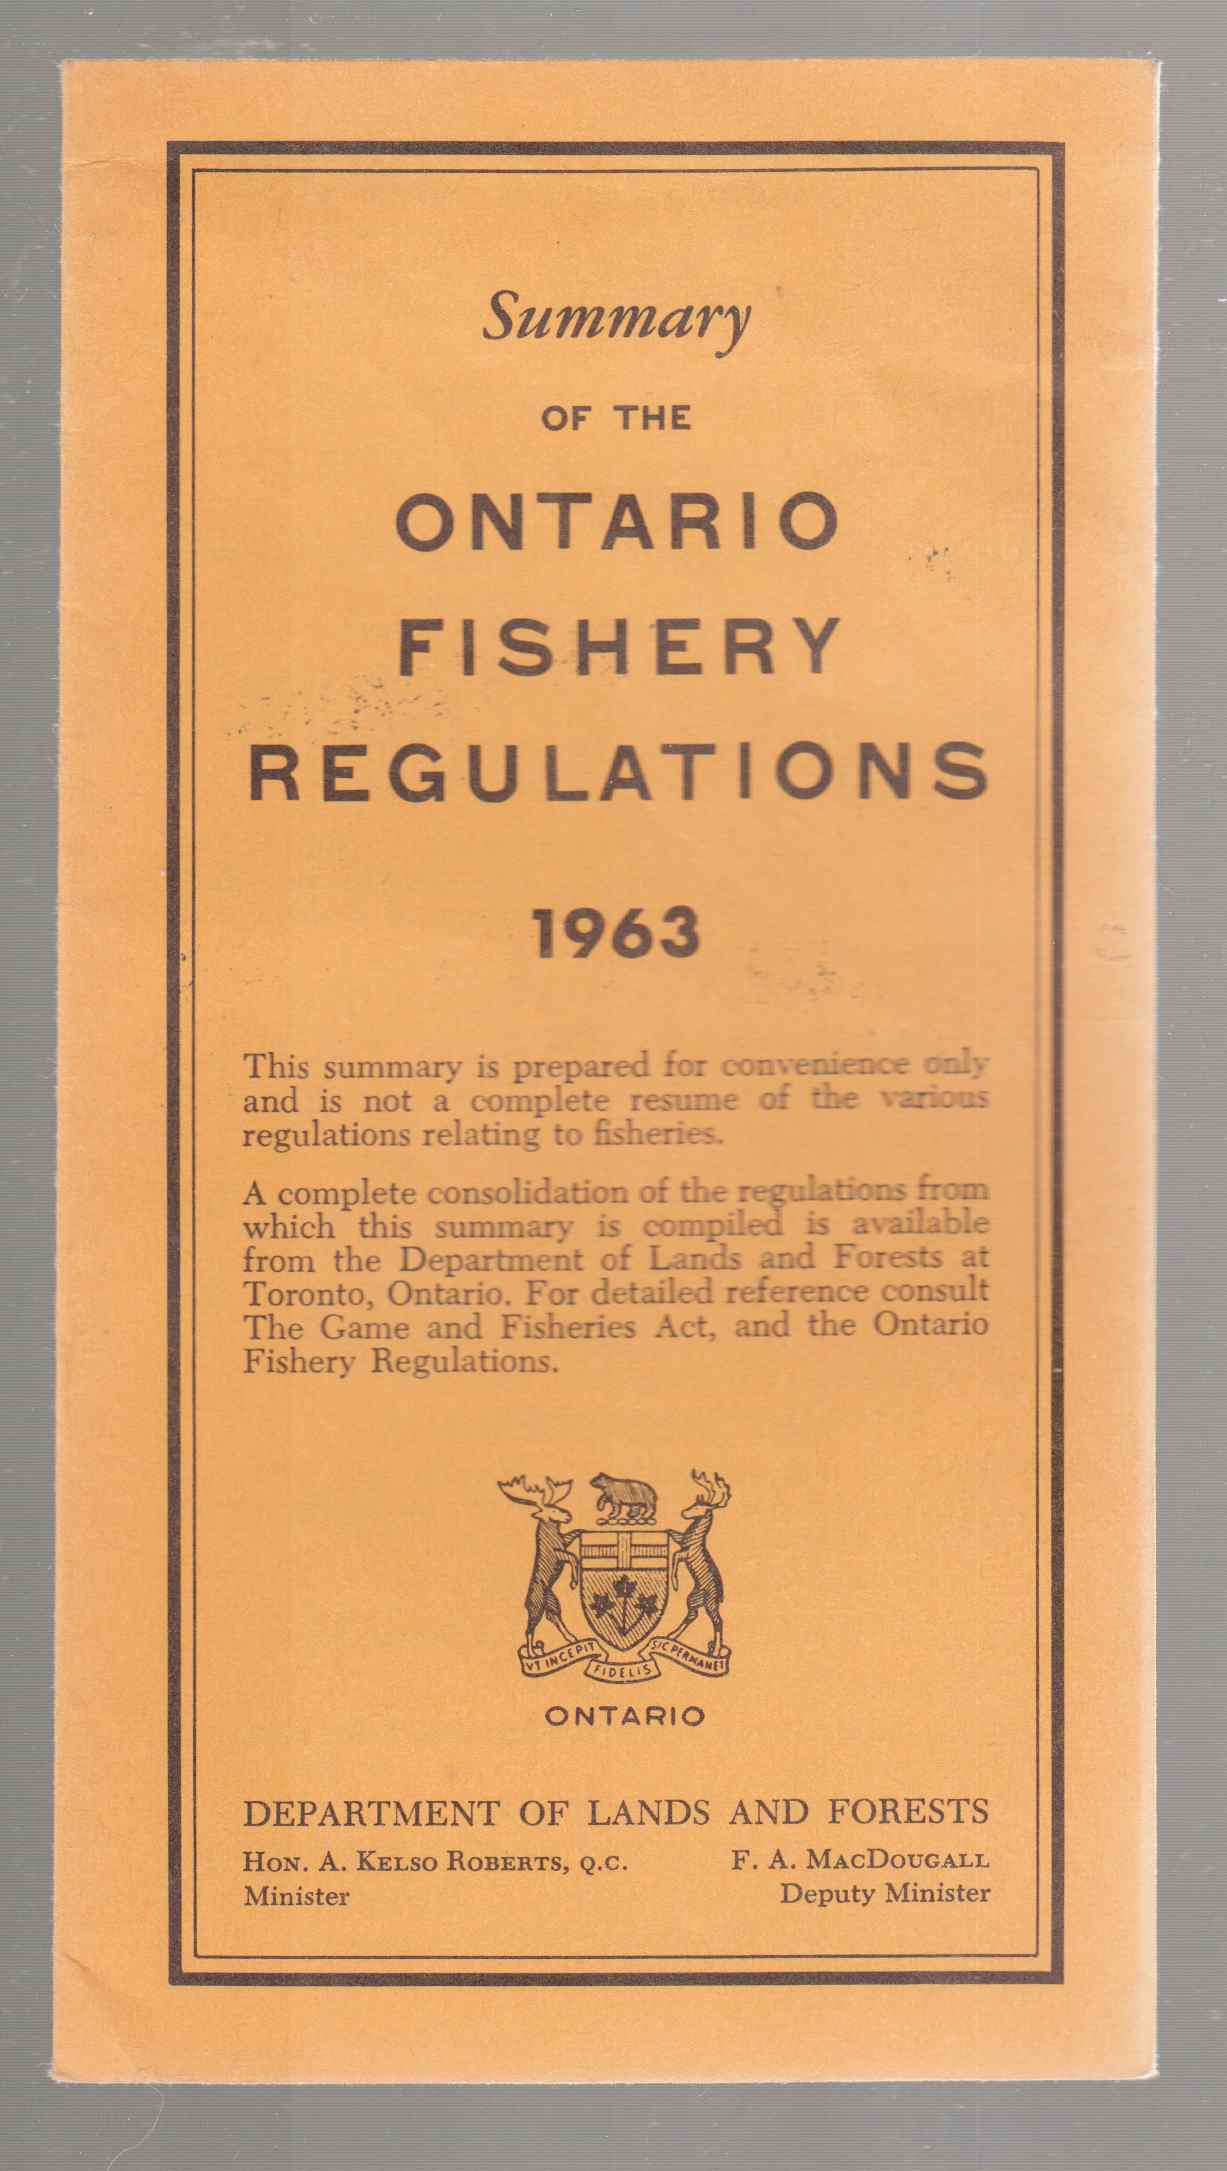 Summary
OF THE
ONTARIO
FISHERY
REGULATIONS
1963
This summary is prepared for convenience only
and is not a complete resume of the various
regulations relating to fisheries.
A complete consolidation of the regulations from
which this summary is compiled is available
from the Department of Lands and Forests at
Toronto, Ontario. For detailed reference consult
The Game and Fisheries Act, and the Ontario
Fishery Regulations.
VT INCEPIT FIDELIS SIC PERMANET
ONTARIO
DEPARTMENT OF LANDS AND FORESTS
HON. A. KELSO ROBERTS, Q.C. F. A. MACDOUGALL
Minister Deputy Minister